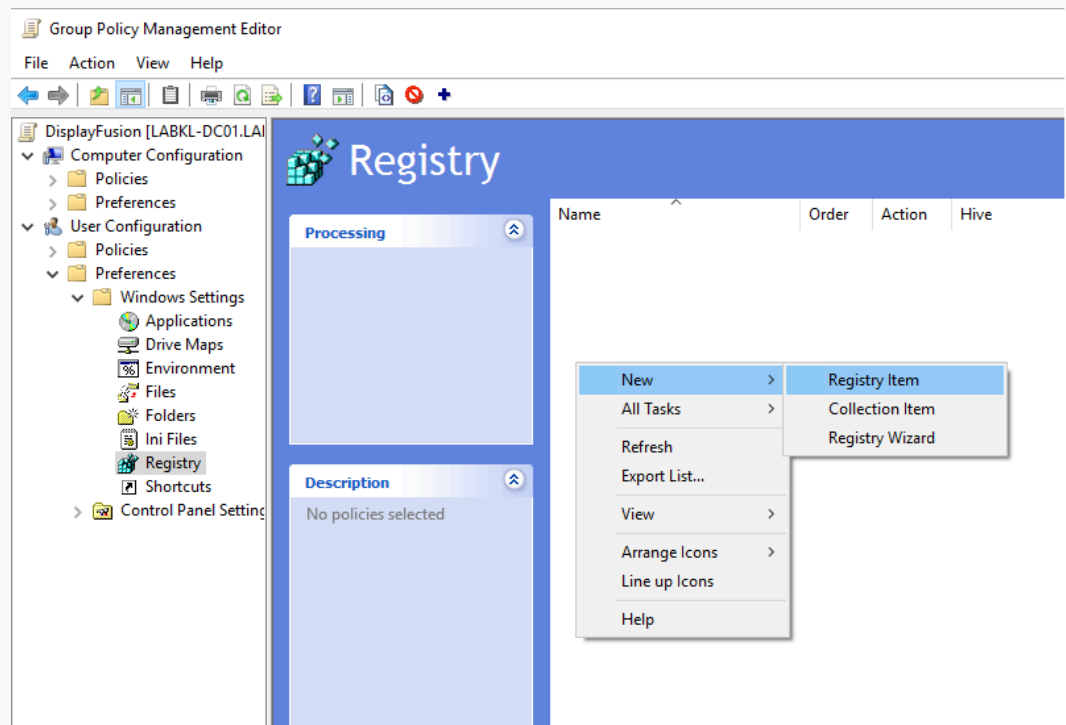 Group Policy Management Editor
File Action View Help
DisplayFusion [LABKL-DC01.LAI
Computer Configuration
Policies
Preferences
User Configuration
Policies
Preferences
Windows Settings
Applications
Drive Maps
Environment
Files
Folders
Ini Files
Registry
Shortcuts
Control Panel Setting
Registry
Processing
Description
No policies selected
Name Order Action Hive
New
All Tasks
Refresh
Export List...
View
Arrange Icons
Line up Icons
Help
Registry Item
Collection Item
Registry Wizard